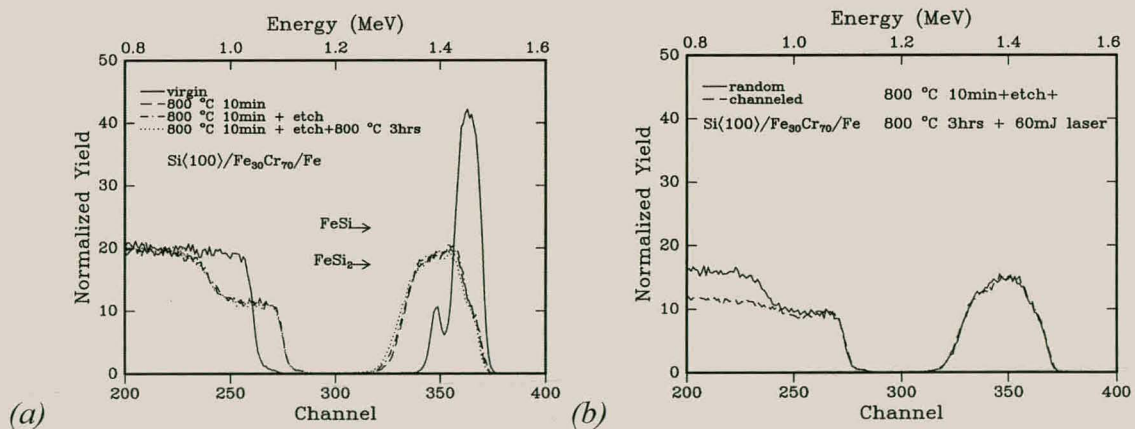 Energy (MeV)
0.8 1.0 1.2 1.4 1.6
50
40
30
20
10
0
Normalized Yield
virgin
800 °C 10min
800 °C 10min + etch
800 °C 10min + etch+800 °C 3hrs
Si⟨100⟩/Fe₃₀Cr₇₀/Fe
FeSi
FeSi₂
200 250 300 350 400
Channel
(a)
Energy (MeV)
0.8 1.0 1.2 1.4 1.6
50
40
30
20
10
0
Normalized Yield
random 800 °C 10min+etch+
channeled
Si⟨100⟩/Fe₃₀Cr₇₀/Fe 800 °C 3hrs + 60mJ laser
200 250 300 350 400
Channel
(b)